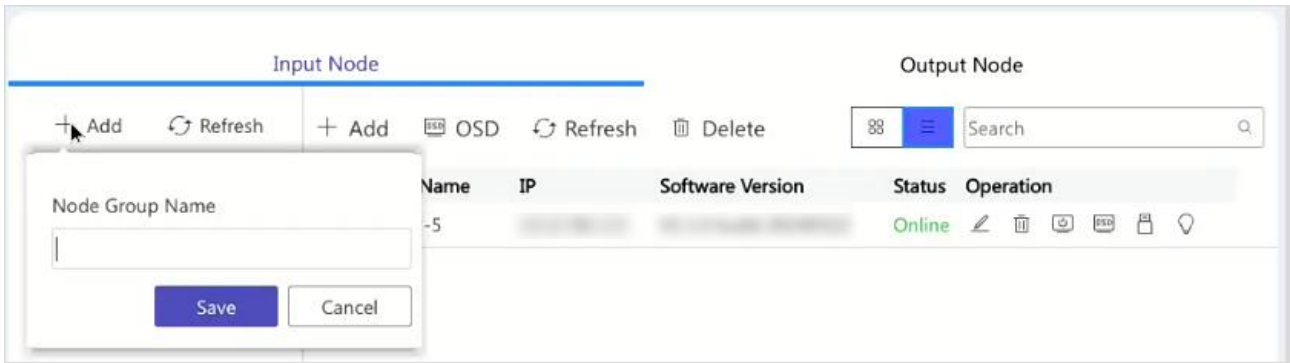 Input Node
Output Node
Add Refresh
Add OSD Refresh Delete
Search
Name IP Software Version Status Operation
-5 Online
Node Group Name
Save Cancel